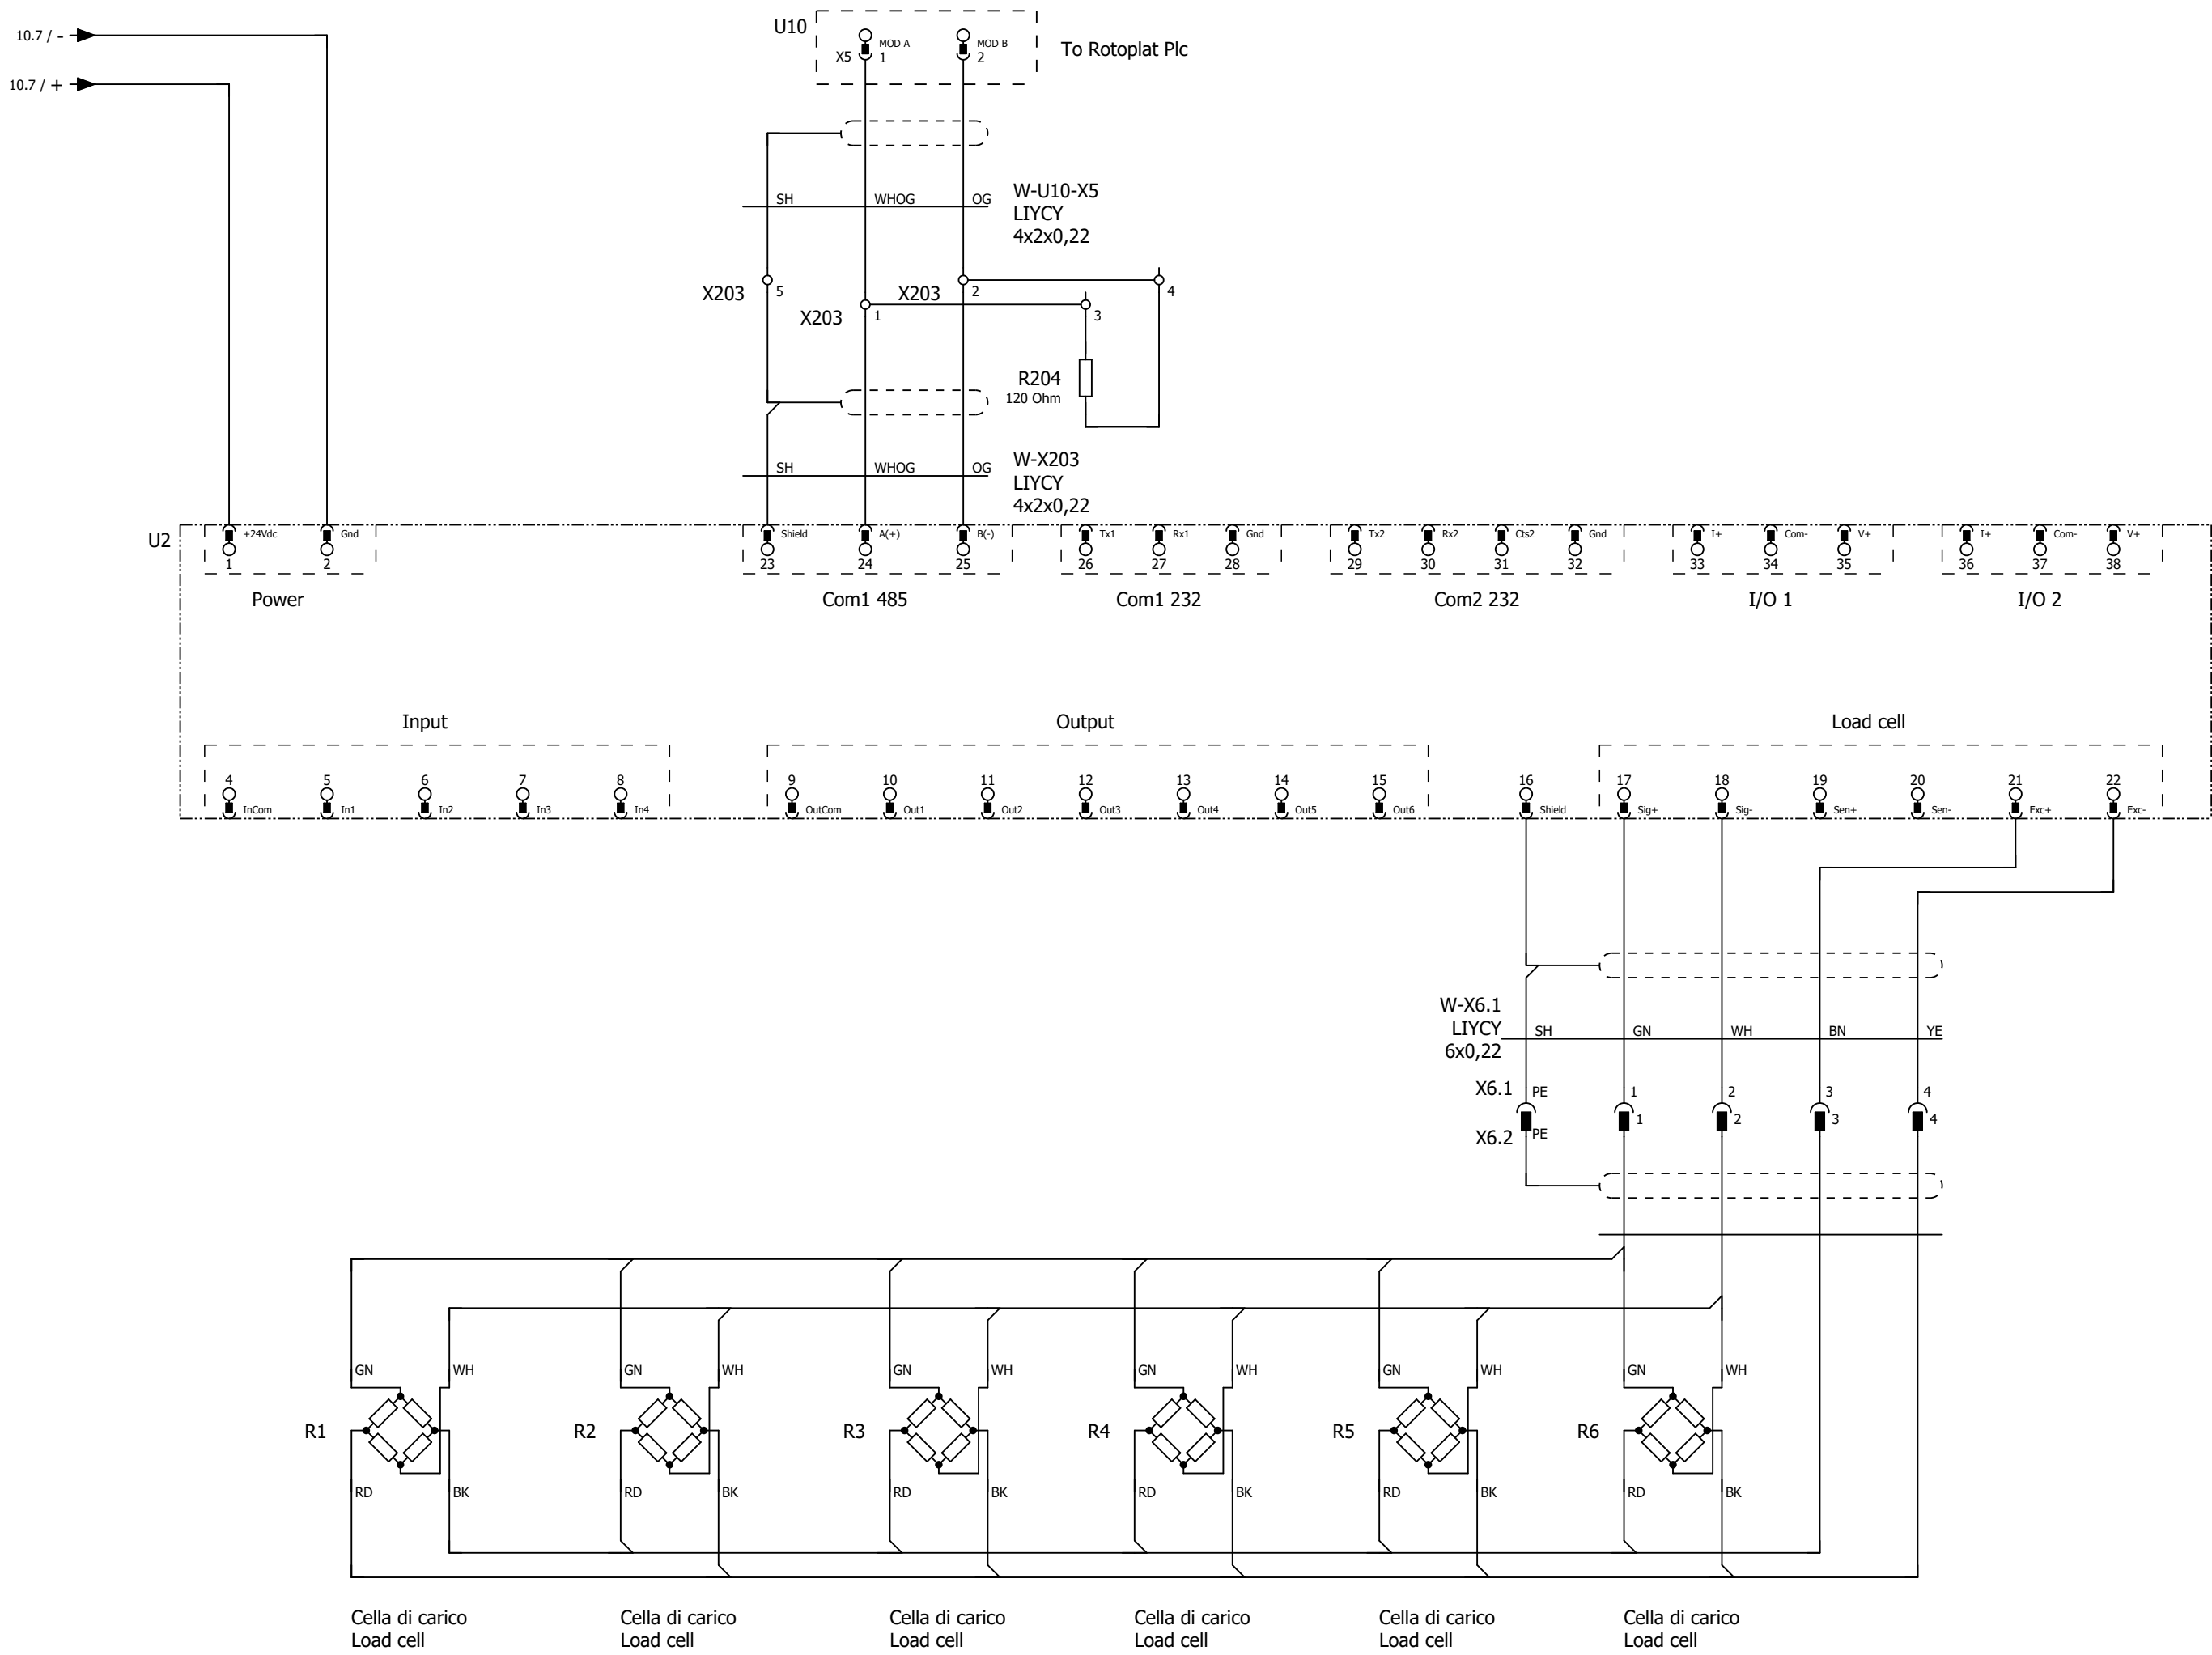 10.7 / -
10.7 / +
U10
MOD A
MOD B
X5
1
2
To Rotoplat Plc
SH
WHOG
OG
W-U10-X5
LIYCY
4x2x0,22
X203
5
X203
1
X203
2
3
4
R204
120 Ohm
SH
WHOG
OG
W-X203
LIYCY
4x2x0,22
U2
+24Vdc
Gnd
Shield
A(+)
B(-)
Tx1
Rx1
Gnd
Tx2
Rx2
Cts2
Gnd
I+
Com-
V+
I+
Com-
V+
1
2
23
24
25
26
27
28
29
30
31
32
33
34
35
36
37
38
Power
Com1 485
Com1 232
Com2 232
I/O 1
I/O 2
Input
Output
Load cell
4
5
6
7
8
9
10
11
12
13
14
15
16
17
18
19
20
21
22
InCom
In1
In2
In3
In4
OutCom
Out1
Out2
Out3
Out4
Out5
Out6
Shield
Sig+
Sig-
Sen+
Sen-
Exc+
Exc-
W-X6.1
LIYCY
6x0,22
SH
GN
WH
BN
YE
X6.1
PE
1
2
3
4
X6.2
PE
1
2
3
4
GN
WH
GN
WH
GN
WH
GN
WH
GN
WH
GN
WH
R1
R2
R3
R4
R5
R6
RD
BK
RD
BK
RD
BK
RD
BK
RD
BK
RD
BK
Cella di carico
Load cell
Cella di carico
Load cell
Cella di carico
Load cell
Cella di carico
Load cell
Cella di carico
Load cell
Cella di carico
Load cell